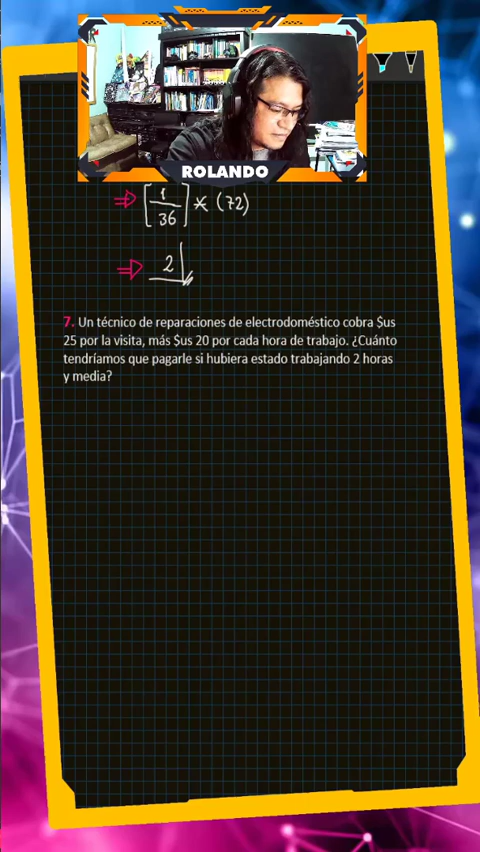 ROLANDO
⇒ [1/36] * (72)
⇒ 2
7. Un técnico de reparaciones de electrodoméstico cobra $us
25 por la visita, más $us 20 por cada hora de trabajo. ¿Cuánto
tendríamos que pagarle si hubiera estado trabajando 2 horas
y media?